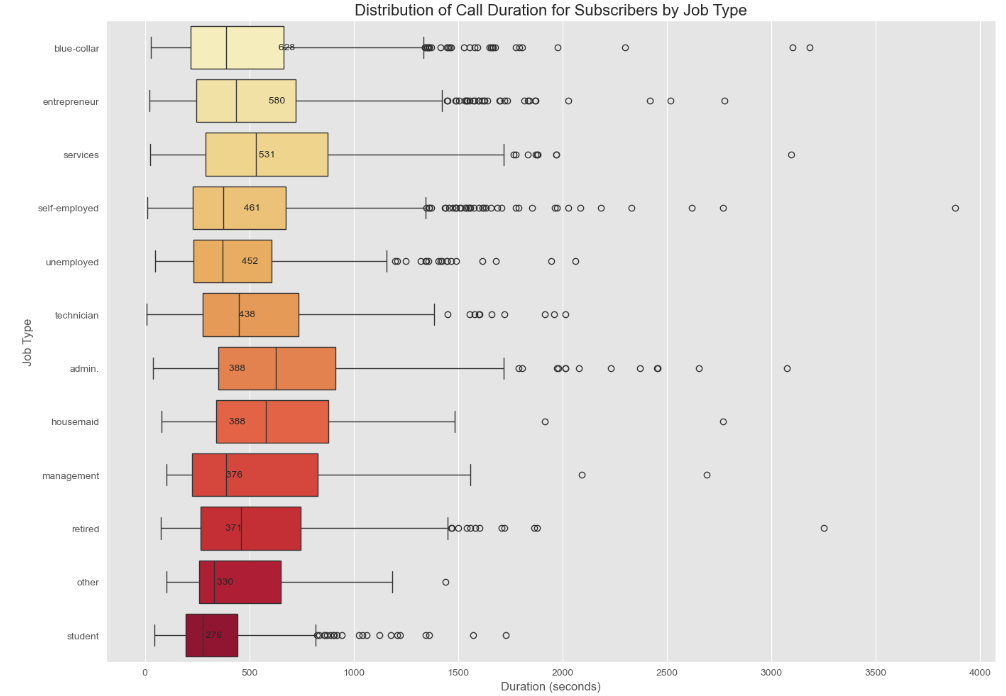 Distribution of Call Duration for Subscribers by Job Type
blue-collar
628
entrepreneur
580
services
531
self-employed
461
unemployed
452
technician
438
Job Type
admin.
388
housemaid
388
management
376
retired
371
other
330
student
276
0 500 1000 1500 2000 2500 3000 3500 4000
Duration (seconds)